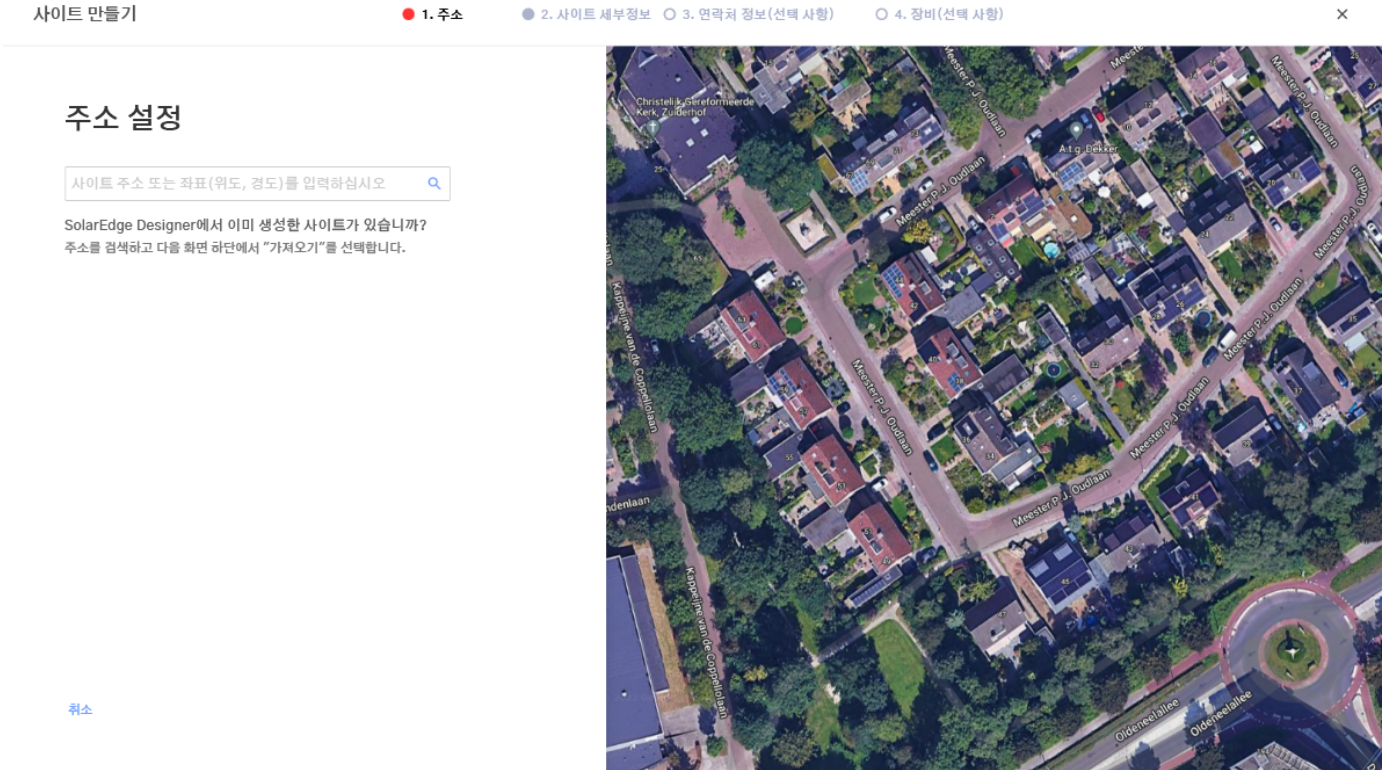 사이트 만들기
1. 주소
2. 사이트 세부정보
3. 연락처 정보(선택 사항)
4. 장비(선택 사항)
×
주소 설정
사이트 주소 또는 좌표(위도, 경도)를 입력하십시오
SolarEdge Designer에서 이미 생성한 사이트가 있습니까?
주소를 검색하고 다음 화면 하단에서 "가져오기"를 선택합니다.
취소
Christelijk Gereformeerde
Kerk, Zuiderhof
A.t.g. Dekker
Meester P. J. Oudlaan
Meester P. J. Oudlaan
Meester P. J. Oudlaan
Meester P. J. Oudlaan
Meester P. J. Oudlaan
Meester P. J. Oudlaan
Meester P. J. Oudlaan
Meester P. J. Oudlaan
Kappeijne van de Coppellolaan
Kappeijne van de Coppellolaan
ndenlaan
Oldeneelallee
Oldeneelallee